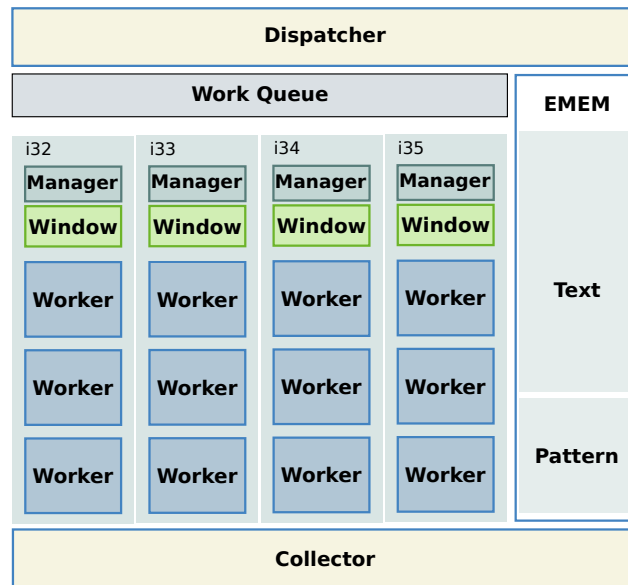 Dispatcher
Work Queue
EMEM
i32 i33 i34 i35
Manager Manager Manager Manager
Window Window Window Window
Worker Worker Worker Worker
Text
Worker Worker Worker Worker
Pattern
Worker Worker Worker Worker
Collector